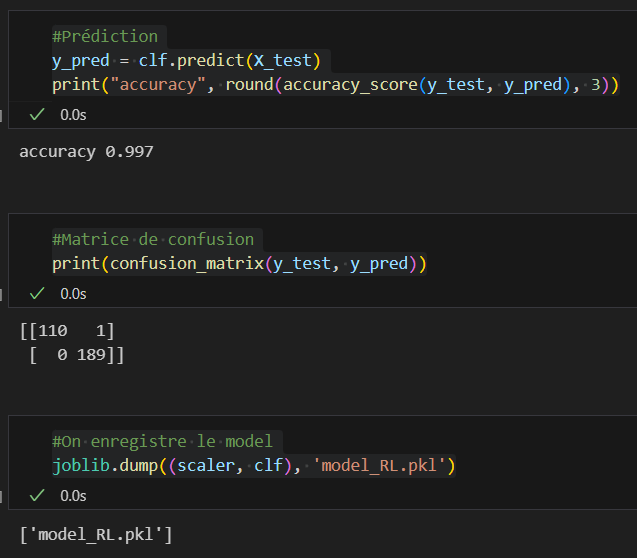 #Prédiction
y_pred = clf.predict(X_test)
print("accuracy", round(accuracy_score(y_test, y_pred), 3))
0.0s
accuracy 0.997
#Matrice de confusion
print(confusion_matrix(y_test, y_pred))
0.0s
[[110   1]
 [  0 189]]
#On enregistre le model
joblib.dump((scaler, clf), 'model_RL.pkl')
0.0s
['model_RL.pkl']